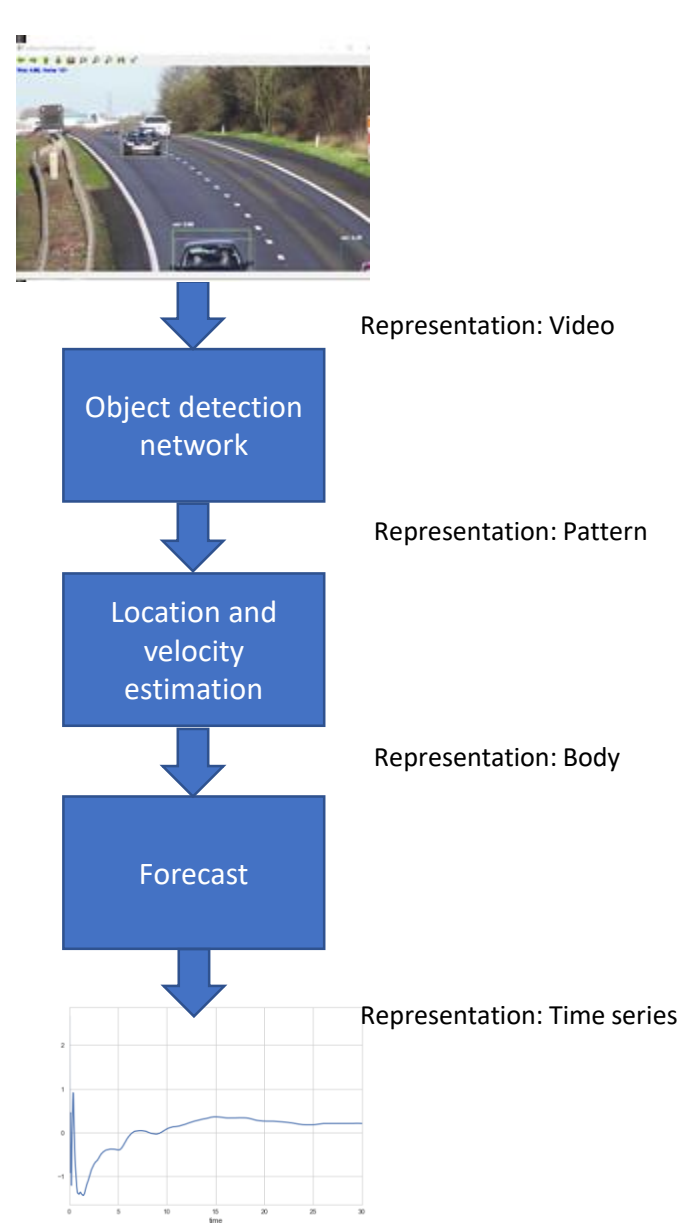 Representation: Video
Object detection
network
Representation: Pattern
Location and
velocity
estimation
Representation: Body
Forecast
Representation: Time series
2
1
0
-1
0 5 10 15 20 25 30
time